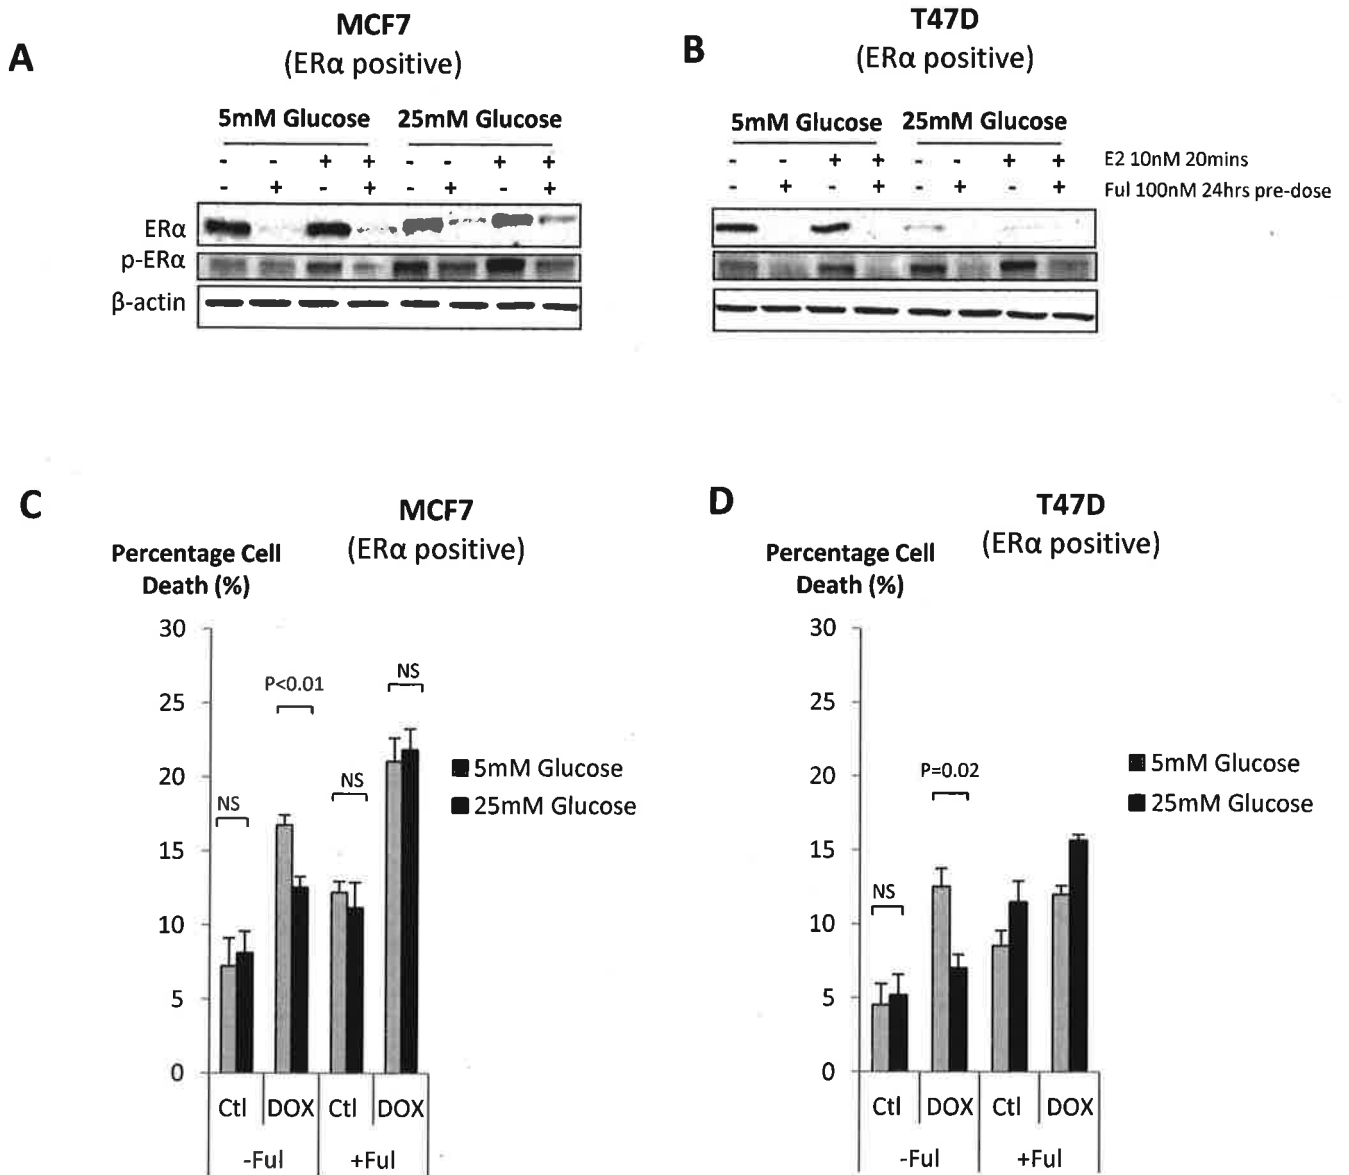 A
MCF7
(ERα positive)
5mM Glucose 25mM Glucose
- - + + - - + +
- + - + - + - +
ERα
p-ERα
β-actin
B
T47D
(ERα positive)
5mM Glucose 25mM Glucose
- - + + - - + + E2 10nM 20mins
- + - + - + - + Ful 100nM 24hrs pre-dose
C
MCF7
(ERα positive)
Percentage Cell
Death (%)
30
25
20
15
10
5
0
NS
P<0.01
NS
NS
5mM Glucose
25mM Glucose
Ctl DOX Ctl DOX
-Ful +Ful
D
T47D
(ERα positive)
Percentage Cell
Death (%)
30
25
20
15
10
5
0
NS
P=0.02
5mM Glucose
25mM Glucose
Ctl DOX Ctl DOX
-Ful +Ful